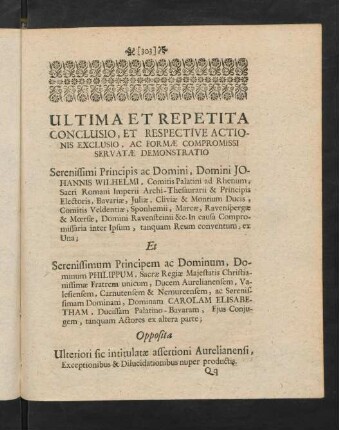 [303]
ULTIMA ET REPETITA
CONCLUSIO, ET RESPECTIVE ACTIO-
NIS EXCLUSIO, AC FORMÆ COMPROMISSI
SERVATÆ DEMONSTRATIO
Serenissimi Principis ac Domini, Domini JO-
HANNIS WILHELMI, Comitis Palatini ad Rhenum,
Sacri Romani Imperii Archi-Thesaurarii & Principis
Electoris, Bavariæ, Juliæ, Cliviæ & Montium Ducis,
Comitis Veldentiæ, Sponhemii, Marcæ, Ravenspergæ
& Mœrsæ, Domini Ravensteinii &c. In causa Compro-
missaria inter Ipsum, tanquam Reum conventum, ex
Una;
Et
Serenissimum Principem ac Dominum, Do-
minum PHILIPPUM, Sacræ Regiæ Majestatis Christia-
nissimæ Fratrem unicum, Ducem Aurelianensem, Va-
lesiensem, Carnutensem & Nemurcensem, ac Serenis-
simam Dominam, Dominam CAROLAM ELISABE-
THAM, Ducissam Palatino-Bavaram, Ejus Conju-
gem, tanquam Actores ex altera parte;
Opposita
Ulteriori sic intitulatæ assertioni Aurelianensi,
Exceptionibus & Dilucidationibus nuper productis.
Qq